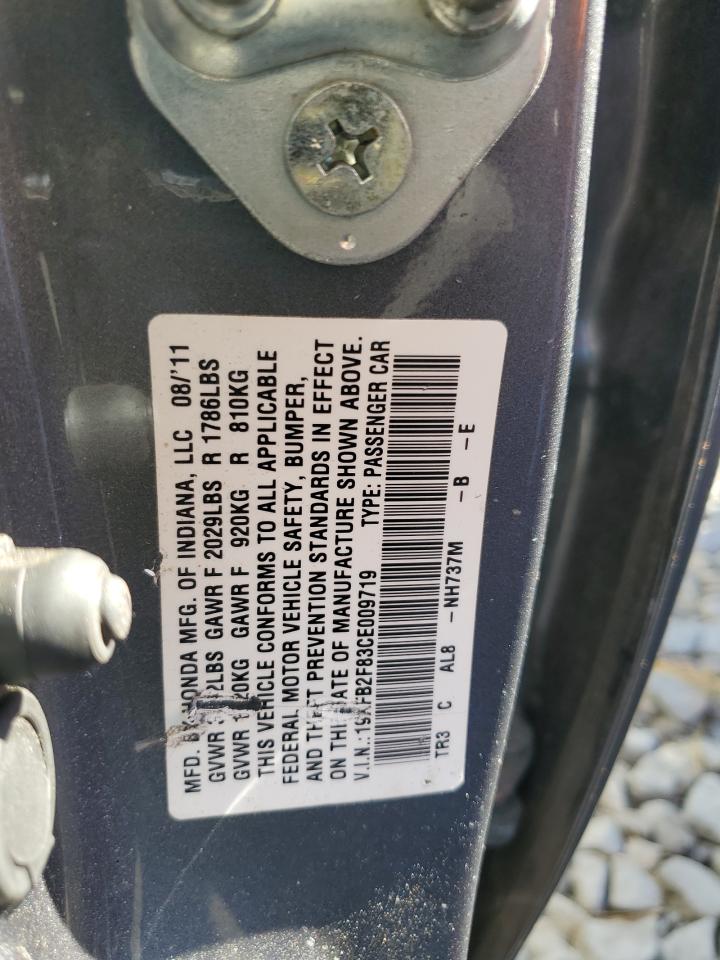 MFD. BY HONDA MFG. OF INDIANA, LLC 08/'11
GVWR LBS GAWR F 2029LBS R 1786LBS
GVWR GAWR F 920KG R 810KG
THIS VEHICLE CONFORMS TO ALL APPLICABLE
FEDERAL MOTOR VEHICLE SAFETY, BUMPER,
AND THEFT PREVENTION STANDARDS IN EFFECT
ON THE DATE OF MANUFACTURE SHOWN ABOVE.
V.I.N.: 19XFB2F83CE009719 TYPE: PASSENGER CAR
TR3 C AL8 -NH737M -B -E